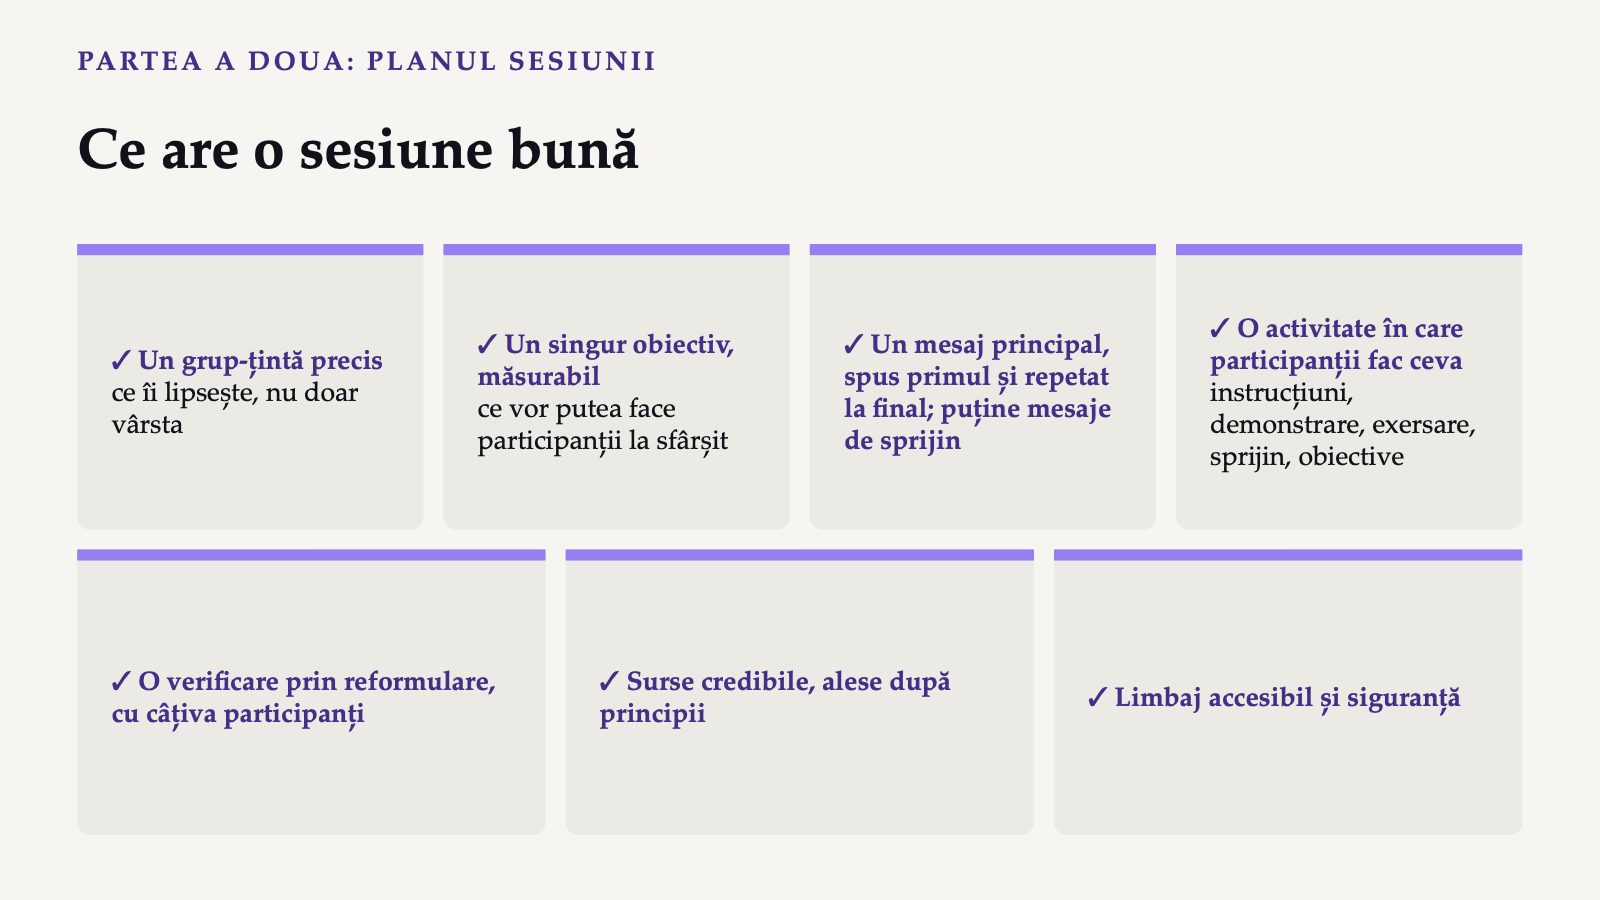 PARTEA A DOUA: PLANUL SESIUNII
Ce are o sesiune bună
✓ Un grup-țintă precis
ce îi lipsește, nu doar
vârsta
✓ Un singur obiectiv,
măsurabil
ce vor putea face
participanții la sfârșit
✓ Un mesaj principal,
spus primul și repetat
la final; puține mesaje
de sprijin
✓ O activitate în care
participanții fac ceva
instrucțiuni,
demonstrare, exersare,
sprijin, obiective
✓ O verificare prin reformulare,
cu câțiva participanți
✓ Surse credibile, alese după
principii
✓ Limbaj accesibil și siguranță